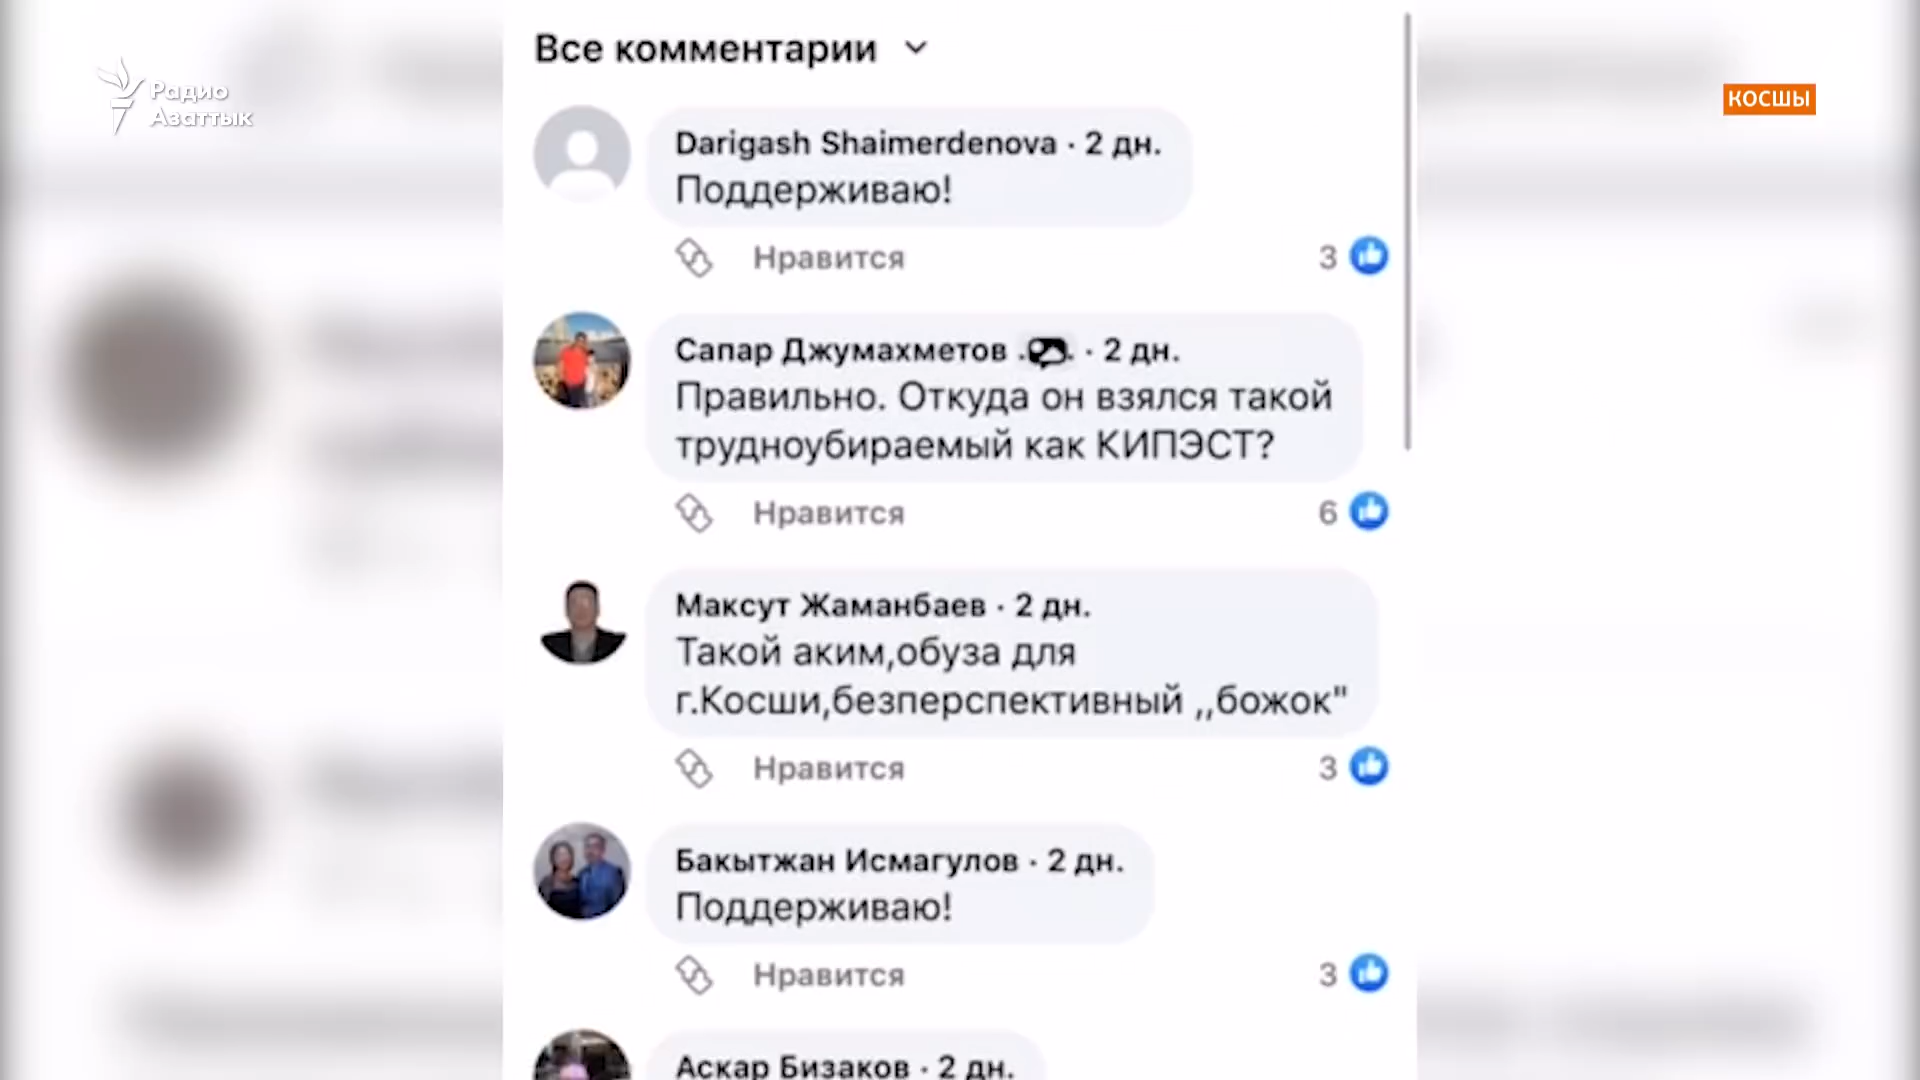 Все комментарии
Радио
Азаттык
КОСШЫ
Darigash Shaimerdenova · 2 дн.
Поддерживаю!
Нравится
3
Сапар Джумахметов · 2 дн.
Правильно. Откуда он взялся такой
трудноубираемый как КИПЭСТ?
Нравится
6
Максут Жаманбаев · 2 дн.
Такой аким,обуза для
г.Косши,безперспективный ,,божок"
Нравится
3
Бакытжан Исмагулов · 2 дн.
Поддерживаю!
Нравится
3
Аскар Бизаков · 2 дн.